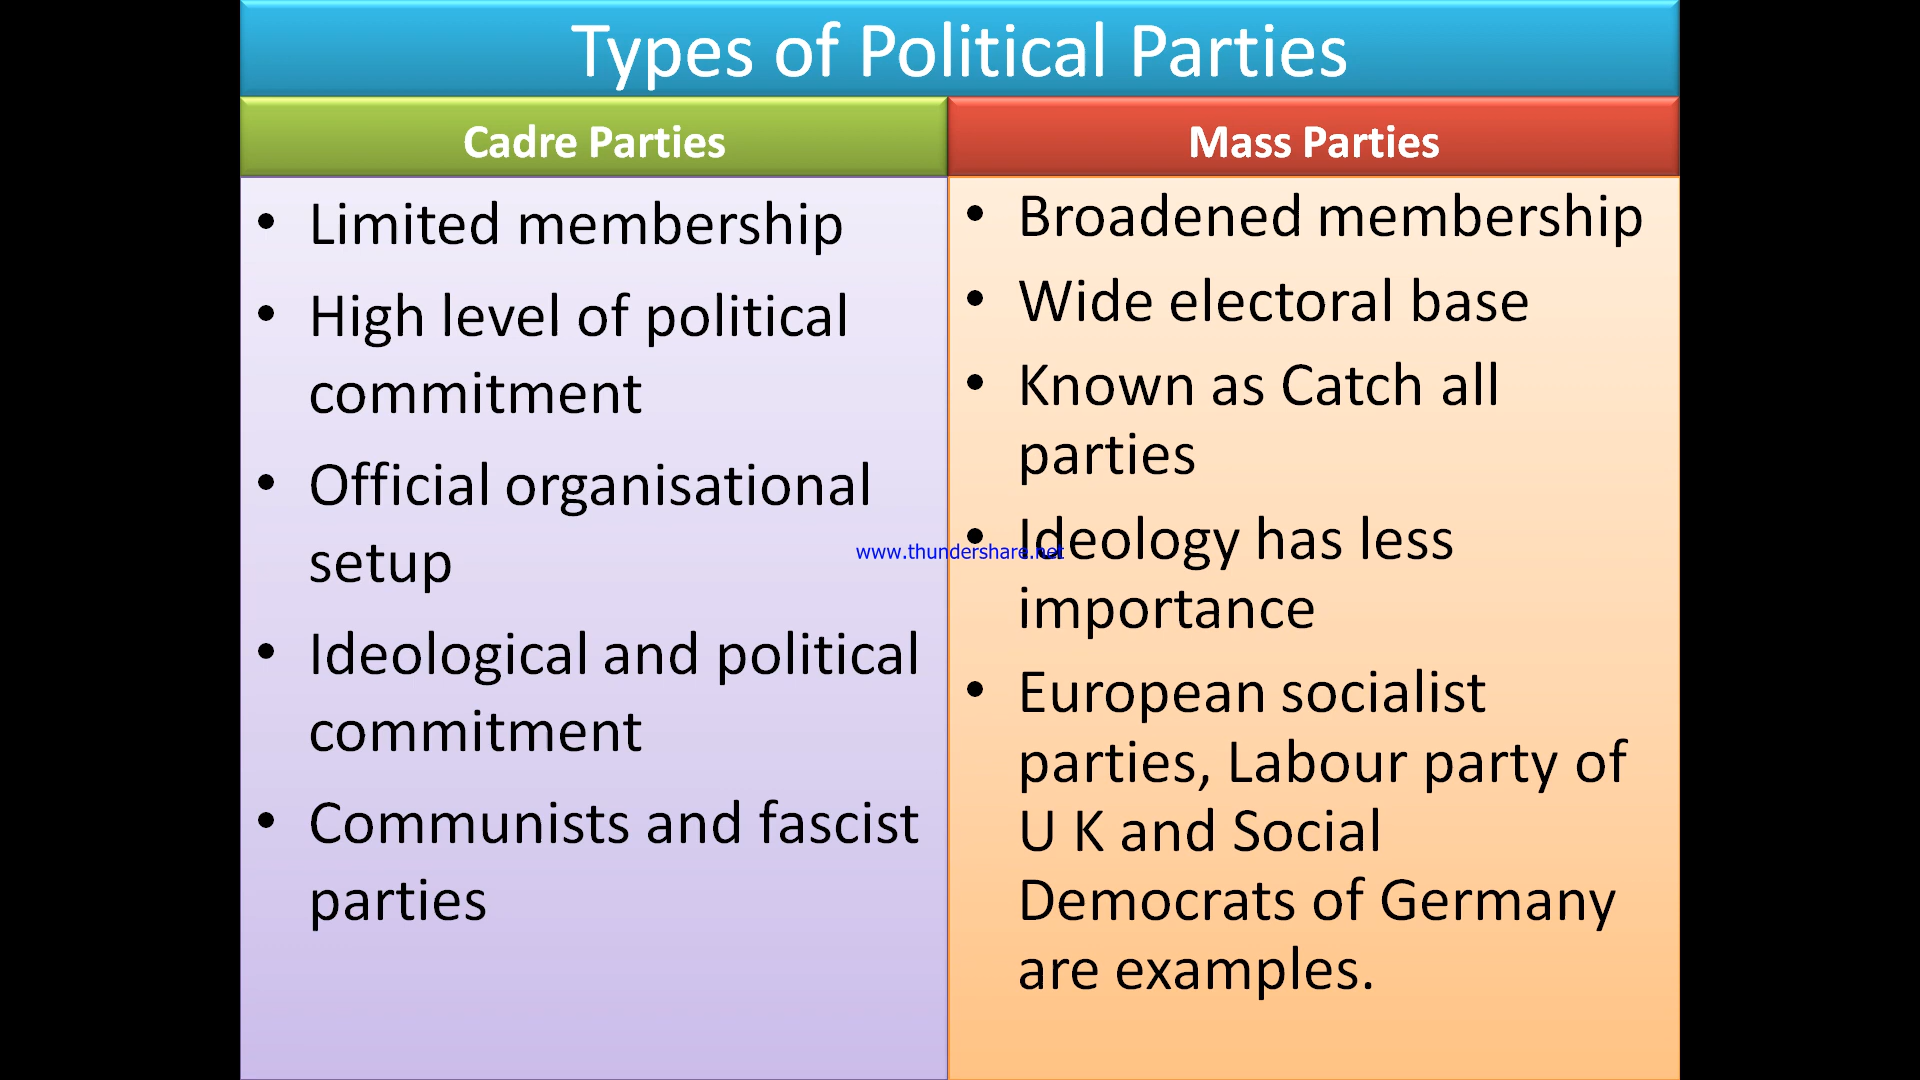 Types of Political Parties
Cadre Parties
• Limited membership
• High level of political
commitment
• Official organisational
setup
• Ideological and political
commitment
• Communists and fascist
parties
Mass Parties
• Broadened membership
• Wide electoral base
• Known as Catch all
parties
• Ideology has less
importance
• European socialist
parties, Labour party of
U K and Social
Democrats of Germany
are examples.
www.thundershare.net